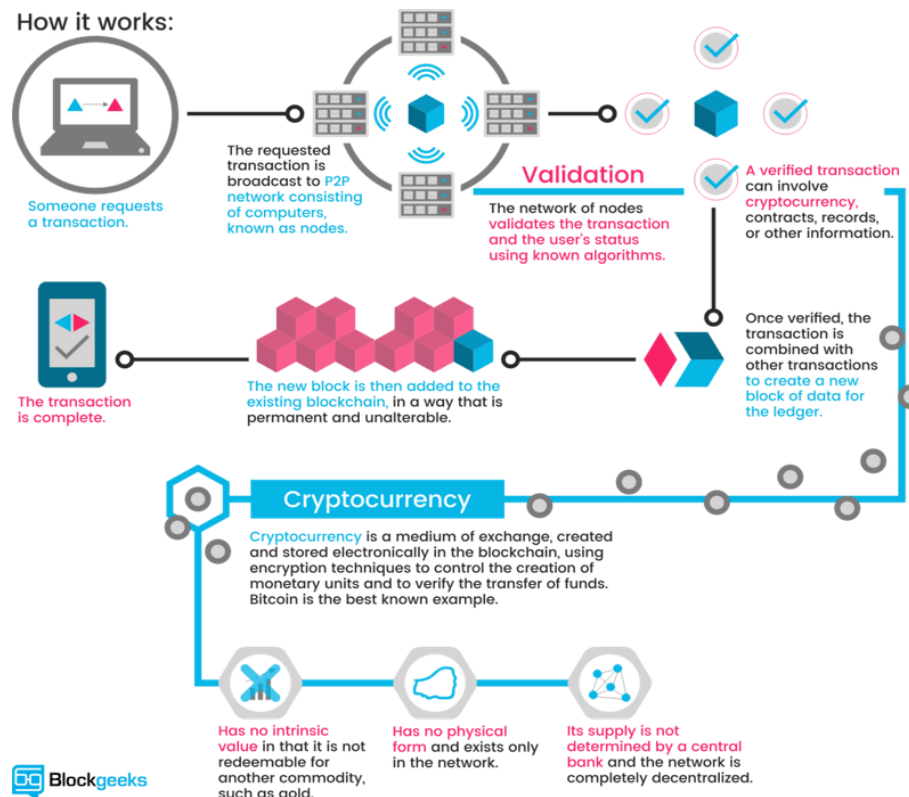 How it works:
Someone requests
a transaction.
The requested
transaction is
broadcast to P2P
network consisting
of computers,
known as nodes.
Validation
The network of nodes
validates the transaction
and the user's status
using known algorithms.
A verified transaction
can involve
cryptocurrency,
contracts, records,
or other information.
Once verified, the
transaction is
combined with
other transactions
to create a new
block of data for
the ledger.
The new block is then added to the
existing blockchain, in a way that is
permanent and unalterable.
The transaction
is complete.
Cryptocurrency
Cryptocurrency is a medium of exchange, created
and stored electronically in the blockchain, using
encryption techniques to control the creation of
monetary units and to verify the transfer of funds.
Bitcoin is the best known example.
Has no intrinsic
value in that it is not
redeemable for
another commodity,
such as gold.
Has no physical
form and exists only
in the network.
Its supply is not
determined by a central
bank and the network is
completely decentralized.
Blockgeeks